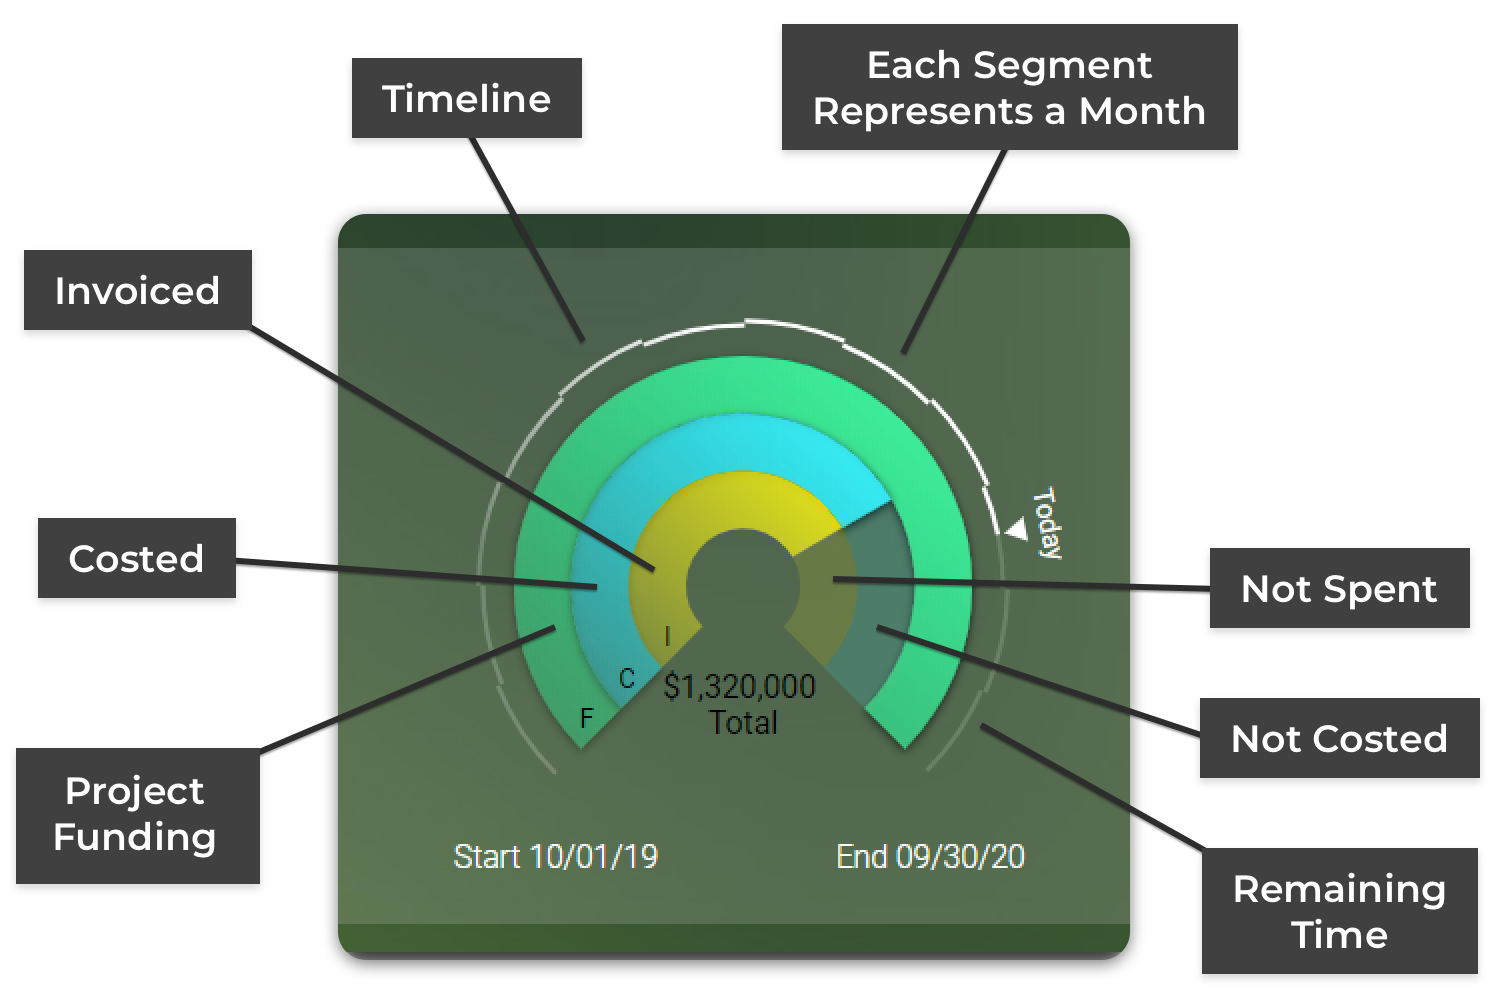 Timeline
Each Segment
Represents a Month
Invoiced
Today
Costed
Not Spent
I
C
$1,320,000
Total
F
Not Costed
Project
Funding
Start 10/01/19
End 09/30/20
Remaining
Time